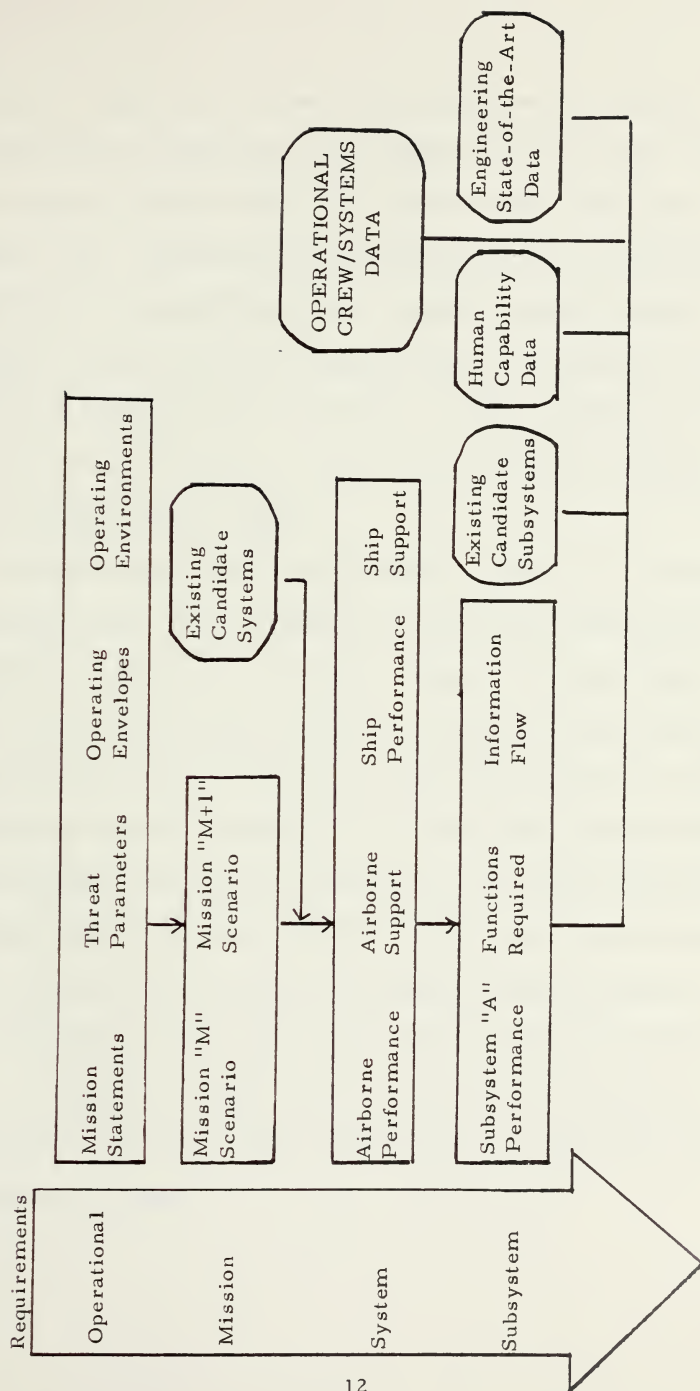 Requirements
Operational
Mission
System
Subsystem
Mission
Statements
Threat
Parameters
Operating
Envelopes
Operating
Environments
Mission "M"
Scenario
Mission "M+1"
Scenario
Existing
Candidate
Systems
Airborne
Performance
Airborne
Support
Ship
Performance
Ship
Support
OPERATIONAL
CREW/SYSTEMS
DATA
Subsystem "A"
Performance
Functions
Required
Information
Flow
Existing
Candidate
Subsystems
Human
Capability
Data
Engineering
State-of-the-Art
Data
12